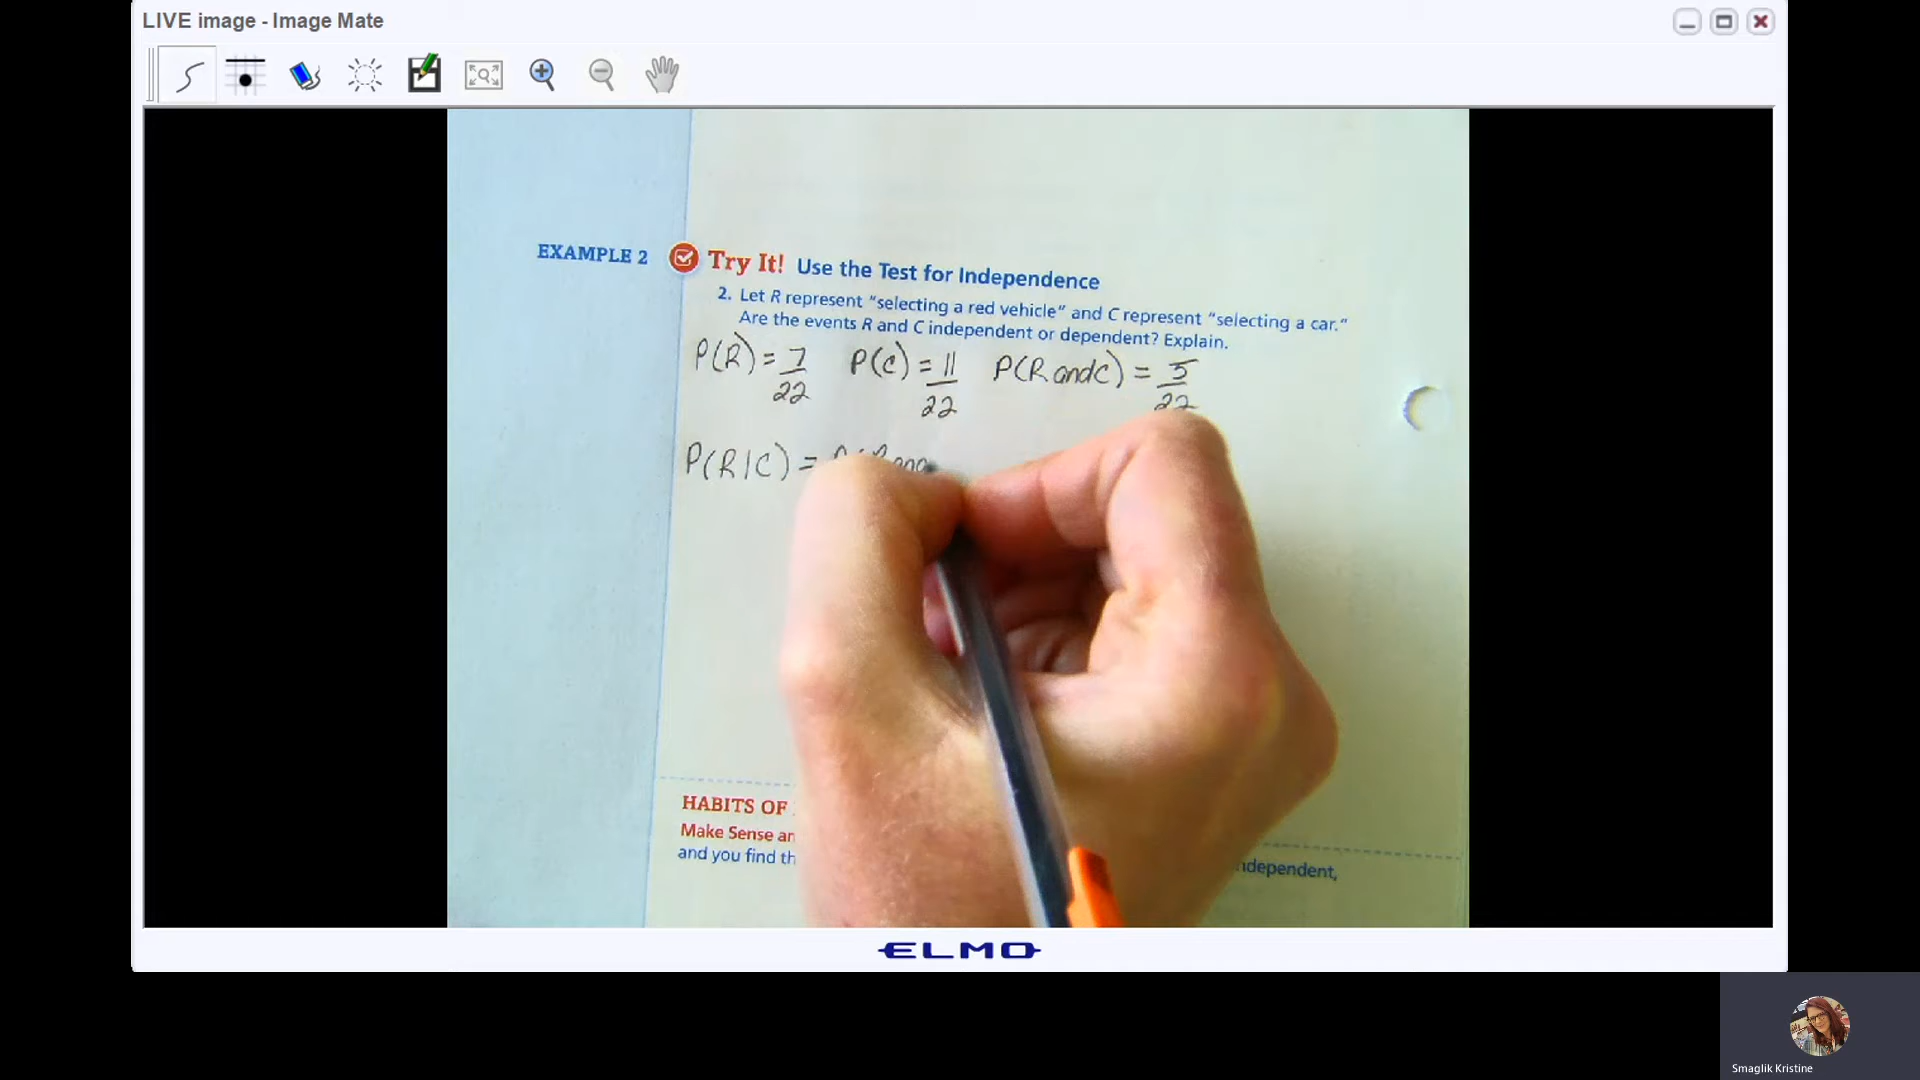 LIVE image - Image Mate
EXAMPLE 2 Try It! Use the Test for Independence
2. Let R represent “selecting a red vehicle” and C represent “selecting a car.”
Are the events R and C independent or dependent? Explain.
P(R) = 7/22 P(C) = 11/22 P(R and C) = 5/22
P(R|C) =
HABITS OF
Make Sense an
and you find th
independent,
ELMO
Smaglik Kristine